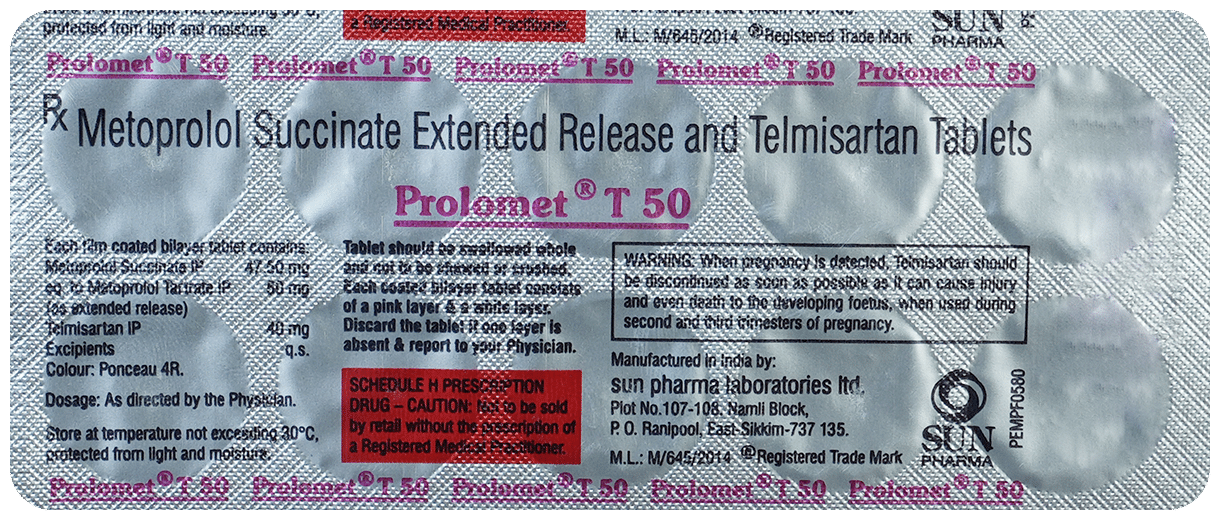 protected from light and moisture.
a Registered Medical Practitioner.
M.L.: M/645/2014 ®Registered Trade Mark
SUN
PHARMA
Prolomet® T 50 Prolomet® T 50 Prolomet® T 50 Prolomet® T 50 Prolomet® T 50
Rx Metoprolol Succinate Extended Release and Telmisartan Tablets
Prolomet® T 50
Each film coated bilayer tablet contains:
Metoprolol Succinate IP 47.50 mg
eq. to Metoprolol Tartrate IP 50 mg
(as extended release)
Telmisartan IP 40 mg
Excipients q.s.
Colour: Ponceau 4R.
Dosage: As directed by the Physician.
Store at temperature not exceeding 30°C,
protected from light and moisture.
Tablet should be swallowed whole
and not to be chewed or crushed.
Each coated bilayer tablet consists
of a pink layer & a white layer.
Discard the tablet if one layer is
absent & report to your Physician.
SCHEDULE H PRESCRIPTION
DRUG – CAUTION: Not to be sold
by retail without the prescription of
a Registered Medical Practitioner.
WARNING: When pregnancy is detected, Telmisartan should
be discontinued as soon as possible as it can cause injury
and even death to the developing foetus, when used during
second and third trimesters of pregnancy.
Manufactured in India by:
sun pharma laboratories ltd.
Plot No.107-108, Namli Block,
P. O. Ranipool, East-Sikkim-737 135.
M.L.: M/645/2014 ®Registered Trade Mark
SUN
PHARMA
PEMPF0580
Prolomet® T 50 Prolomet® T 50 Prolomet® T 50 Prolomet® T 50 Prolomet® T 50